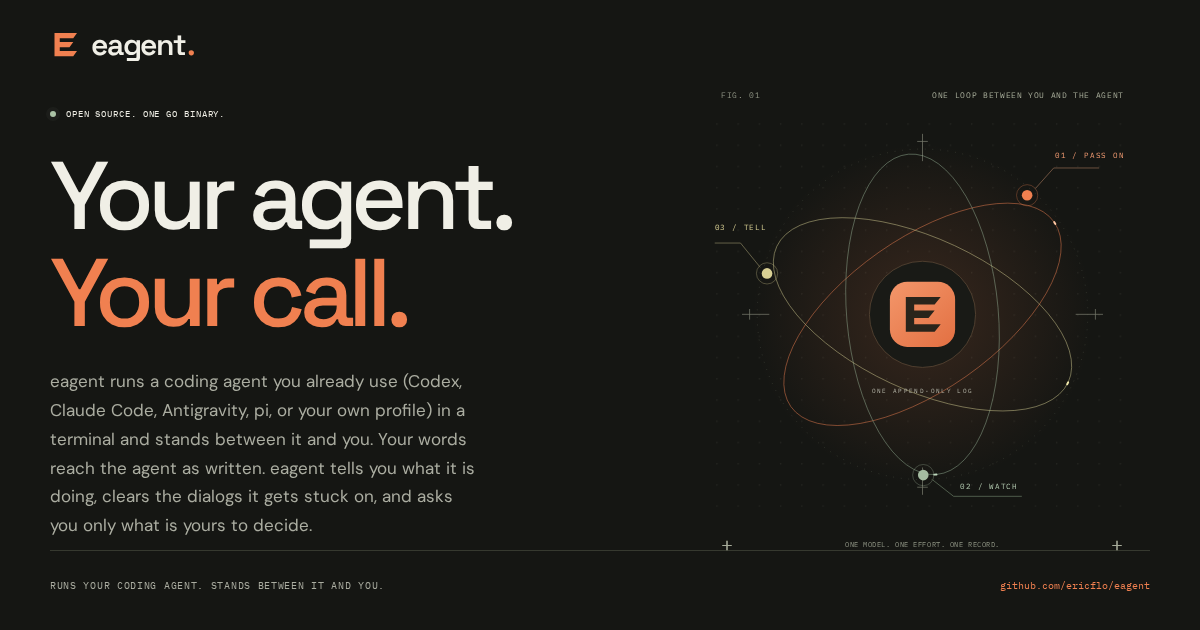 eagent.
OPEN SOURCE. ONE GO BINARY.
Your agent.
Your call.
eagent runs a coding agent you already use (Codex,
Claude Code, Antigravity, pi, or your own profile) in a
terminal and stands between it and you. Your words
reach the agent as written. eagent tells you what it is
doing, clears the dialogs it gets stuck on, and asks
you only what is yours to decide.
FIG. 01
ONE LOOP BETWEEN YOU AND THE AGENT
01 / PASS ON
03 / TELL
E
ONE APPEND-ONLY LOG
02 / WATCH
ONE MODEL. ONE EFFORT. ONE RECORD.
RUNS YOUR CODING AGENT. STANDS BETWEEN IT AND YOU.
github.com/ericflo/eagent